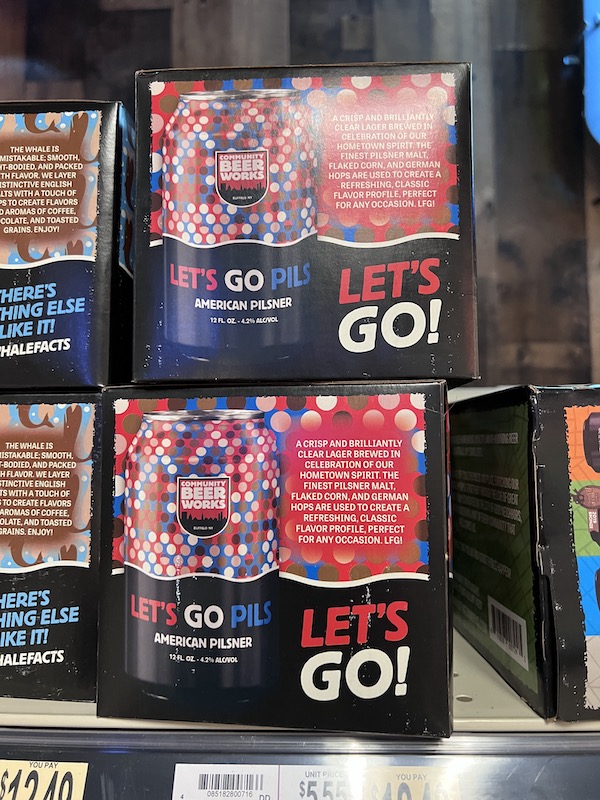 THE WHALE IS
MISTAKABLE; SMOOTH,
T-BODIED, AND PACKED
TH FLAVOR. WE LAYER
ISTINCTIVE ENGLISH
LTS WITH A TOUCH OF
PS TO CREATE FLAVORS
D AROMAS OF COFFEE,
COLATE, AND TOASTED
GRAINS. ENJOY!
HERE'S
THING ELSE
LIKE IT!
HALEFACTS
COMMUNITY
BEER
WORKS
BUFFALO NY
LET'S GO PILS
AMERICAN PILSNER
12 FL. OZ. - 4.2% ALC/VOL
A CRISP AND BRILLIANTLY
CLEAR LAGER BREWED IN
CELEBRATION OF OUR
HOMETOWN SPIRIT. THE
FINEST PILSNER MALT,
FLAKED CORN, AND GERMAN
HOPS ARE USED TO CREATE A
REFRESHING, CLASSIC
FLAVOR PROFILE, PERFECT
FOR ANY OCCASION. LFG!
LET'S
GO!
THE WHALE IS
ISTAKABLE; SMOOTH,
T-BODIED, AND PACKED
H FLAVOR. WE LAYER
STINCTIVE ENGLISH
TS WITH A TOUCH OF
S TO CREATE FLAVORS
AROMAS OF COFFEE,
OLATE, AND TOASTED
GRAINS. ENJOY!
HERE'S
HING ELSE
IKE IT!
HALEFACTS
COMMUNITY
BEER
WORKS
BUFFALO NY
LET'S GO PILS
AMERICAN PILSNER
12 FL. OZ. - 4.2% ALC/VOL
A CRISP AND BRILLIANTLY
CLEAR LAGER BREWED IN
CELEBRATION OF OUR
HOMETOWN SPIRIT. THE
FINEST PILSNER MALT,
FLAKED CORN, AND GERMAN
HOPS ARE USED TO CREATE A
REFRESHING, CLASSIC
FLAVOR PROFILE, PERFECT
FOR ANY OCCASION. LFG!
LET'S
GO!
YOU PAY
$12.49
085182800716
UNIT PRICE
YOU PAY